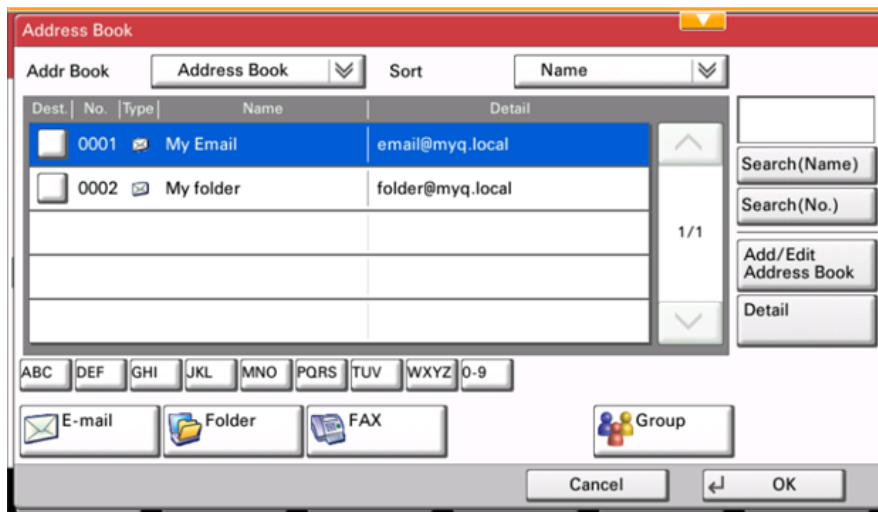 Address Book
Addr Book Address Book Sort Name
Dest. No. Type Name Detail
0001 My Email email@myq.local
0002 My folder folder@myq.local
1/1
Search(Name)
Search(No.)
Add/Edit
Address Book
Detail
ABC DEF GHI JKL MNO PQRS TUV WXYZ 0-9
E-mail Folder FAX Group
Cancel OK